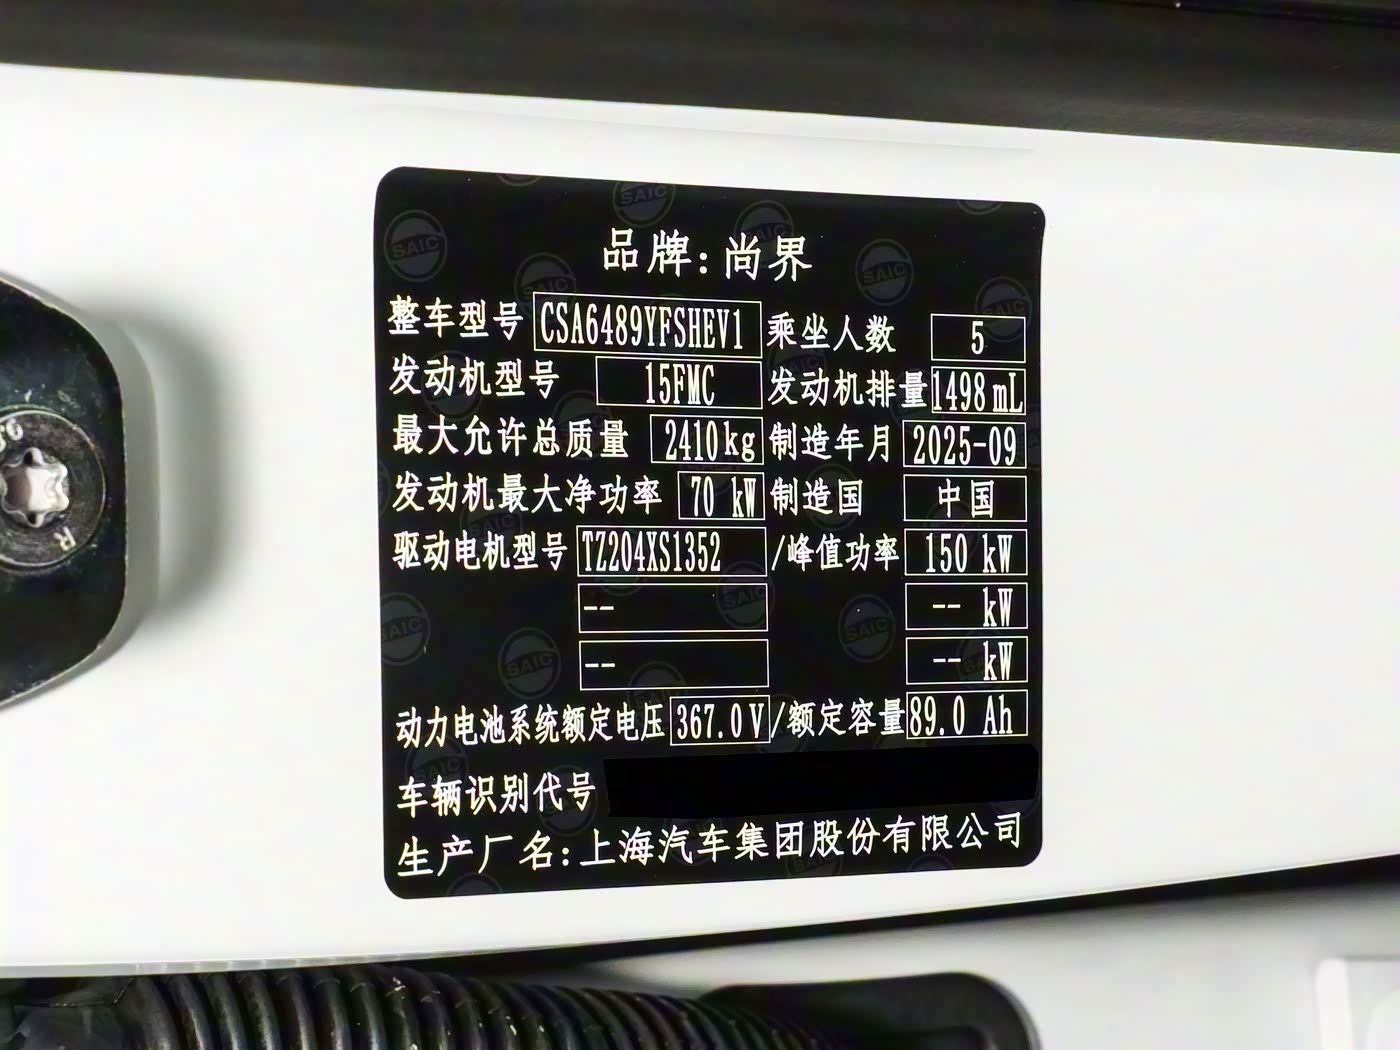 品牌:尚界
整车型号 CSA6489YFSHEV1 乘坐人数 5
发动机型号 15FMC 发动机排量 1498mL
最大允许总质量 2410kg 制造年月 2025-09
发动机最大净功率 70 kW 制造国 中国
驱动电机型号 TZ204XS1352 /峰值功率 150 kW
-- -- kW
-- -- kW
动力电池系统额定电压 367.0V /额定容量 89.0 Ah
车辆识别代号
生产厂名:上海汽车集团股份有限公司
SAIC
R